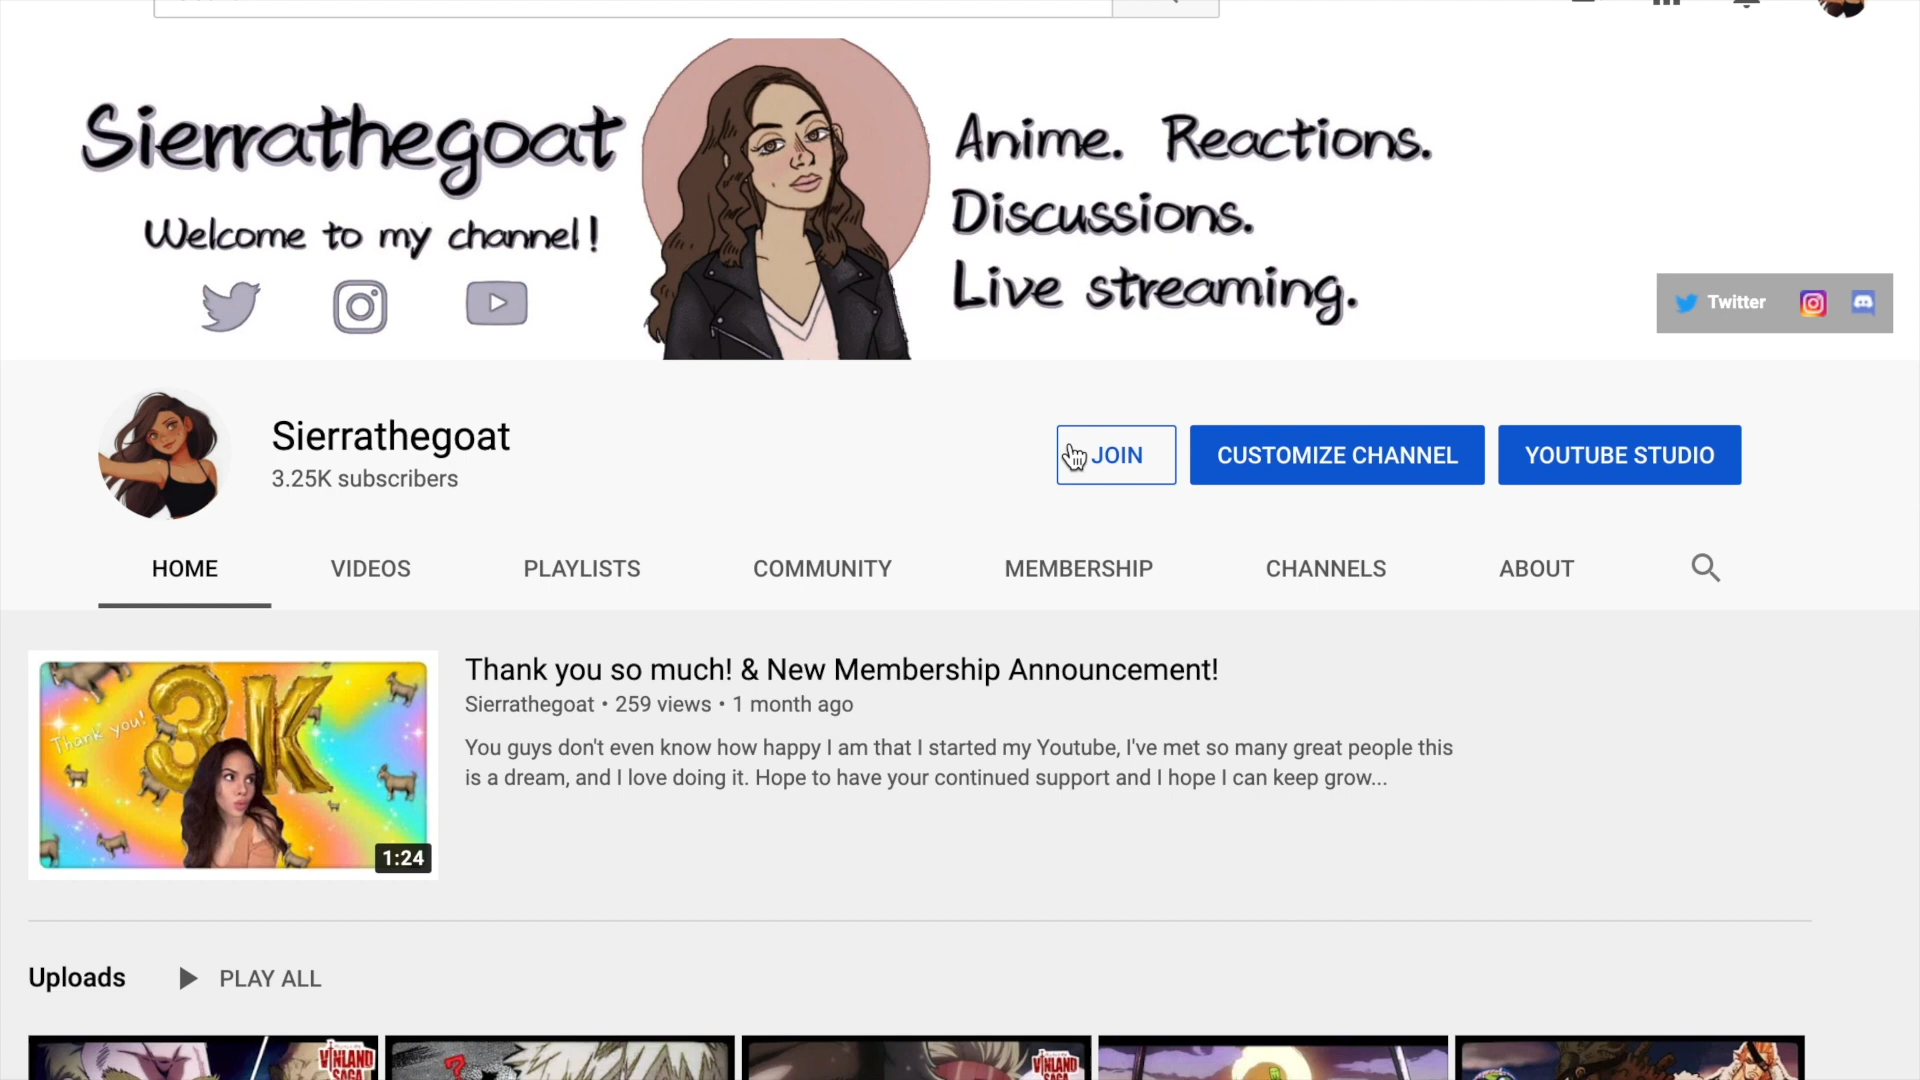 Sierrathegoat
Welcome to my channel!
Anime. Reactions.
Discussions.
Live streaming.
Twitter
Sierrathegoat
3.25K subscribers
JOIN
CUSTOMIZE CHANNEL
YOUTUBE STUDIO
HOME
VIDEOS
PLAYLISTS
COMMUNITY
MEMBERSHIP
CHANNELS
ABOUT
Thank you!
3K
1:24
Thank you so much! & New Membership Announcement!
Sierrathegoat • 259 views • 1 month ago
You guys don't even know how happy I am that I started my Youtube, I've met so many great people this
is a dream, and I love doing it. Hope to have your continued support and I hope I can keep grow...
Uploads
PLAY ALL
VINLAND
SAGA
?
VINLAND
SAGA